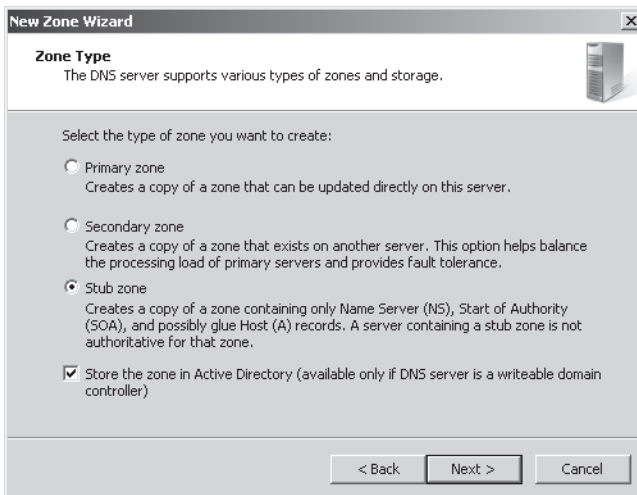 New Zone Wizard
Zone Type
The DNS server supports various types of zones and storage.
Select the type of zone you want to create:
Primary zone
Creates a copy of a zone that can be updated directly on this server.
Secondary zone
Creates a copy of a zone that exists on another server. This option helps balance
the processing load of primary servers and provides fault tolerance.
Stub zone
Creates a copy of a zone containing only Name Server (NS), Start of Authority
(SOA), and possibly glue Host (A) records. A server containing a stub zone is not
authoritative for that zone.
Store the zone in Active Directory (available only if DNS server is a writeable domain
controller)
< Back Next > Cancel